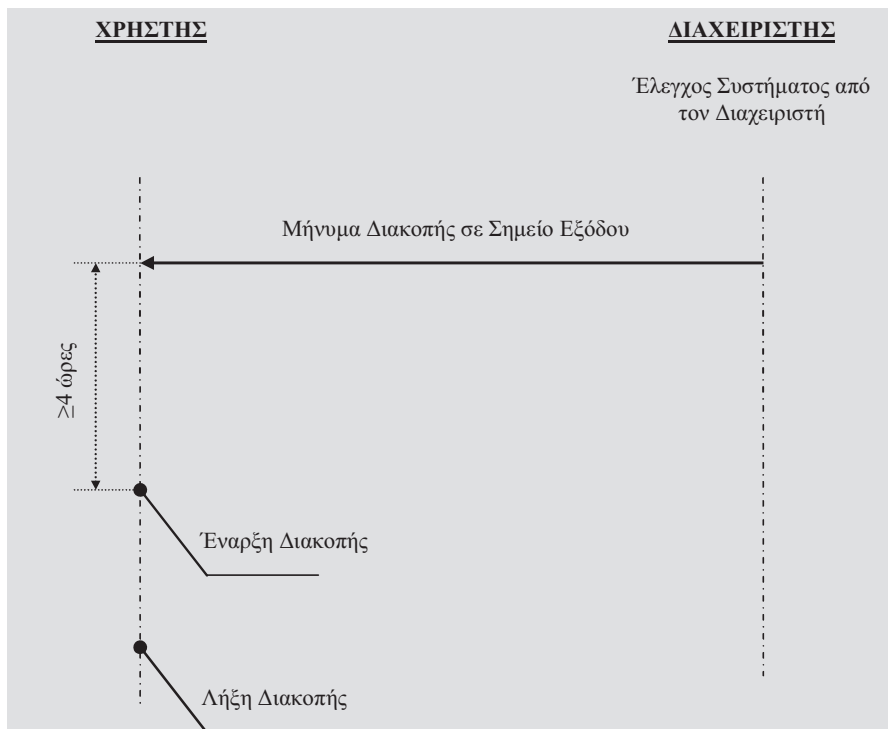 ΧΡΗΣΤΗΣ
ΔΙΑΧΕΙΡΙΣΤΗΣ
Έλεγχος Συστήματος από
τον Διαχειριστή
Μήνυμα Διακοπής σε Σημείο Εξόδου
≥4 ώρες
Έναρξη Διακοπής
Λήξη Διακοπής